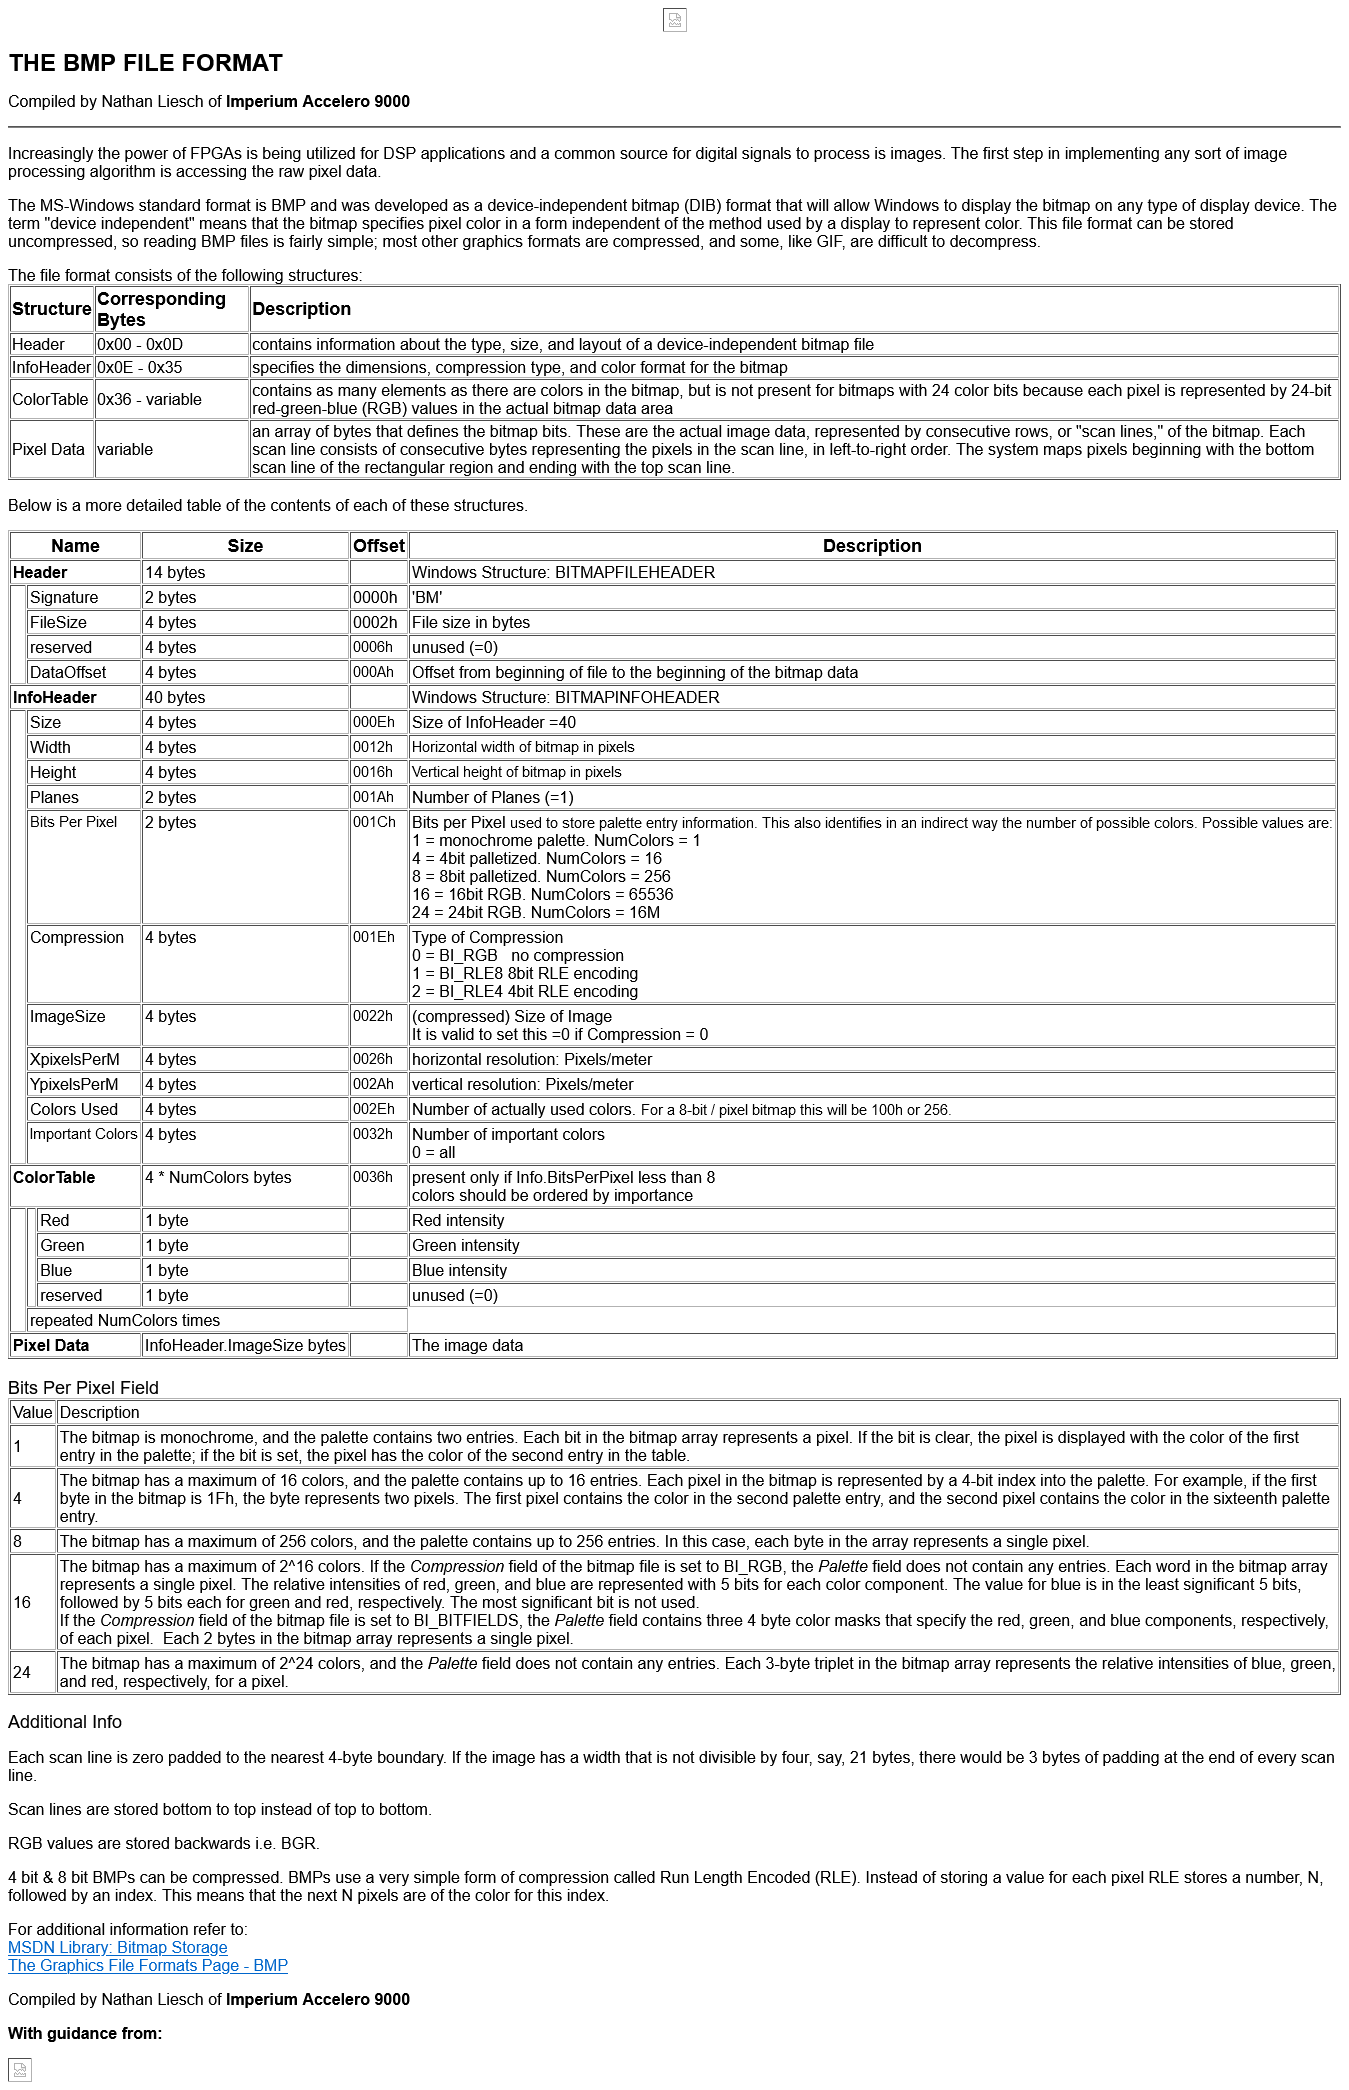 THE BMP FILE FORMAT
Compiled by Nathan Liesch of Imperium Accelero 9000
Increasingly the power of FPGAs is being utilized for DSP applications and a common source for digital signals to process is images. The first step in implementing any sort of image
processing algorithm is accessing the raw pixel data.
The MS-Windows standard format is BMP and was developed as a device-independent bitmap (DIB) format that will allow Windows to display the bitmap on any type of display device. The
term "device independent" means that the bitmap specifies pixel color in a form independent of the method used by a display to represent color. This file format can be stored
uncompressed, so reading BMP files is fairly simple; most other graphics formats are compressed, and some, like GIF, are difficult to decompress.
The file format consists of the following structures:
Structure Corresponding Bytes Description
Header 0x00 - 0x0D contains information about the type, size, and layout of a device-independent bitmap file
InfoHeader 0x0E - 0x35 specifies the dimensions, compression type, and color format for the bitmap
ColorTable 0x36 - variable contains as many elements as there are colors in the bitmap, but is not present for bitmaps with 24 color bits because each pixel is represented by 24-bit
red-green-blue (RGB) values in the actual bitmap data area
Pixel Data variable an array of bytes that defines the bitmap bits. These are the actual image data, represented by consecutive rows, or "scan lines," of the bitmap. Each
scan line consists of consecutive bytes representing the pixels in the scan line, in left-to-right order. The system maps pixels beginning with the bottom
scan line of the rectangular region and ending with the top scan line.
Below is a more detailed table of the contents of each of these structures.
Name Size Offset Description
Header 14 bytes Windows Structure: BITMAPFILEHEADER
Signature 2 bytes 0000h 'BM'
FileSize 4 bytes 0002h File size in bytes
reserved 4 bytes 0006h unused (=0)
DataOffset 4 bytes 000Ah Offset from beginning of file to the beginning of the bitmap data
InfoHeader 40 bytes Windows Structure: BITMAPINFOHEADER
Size 4 bytes 000Eh Size of InfoHeader =40
Width 4 bytes 0012h Horizontal width of bitmap in pixels
Height 4 bytes 0016h Vertical height of bitmap in pixels
Planes 2 bytes 001Ah Number of Planes (=1)
Bits Per Pixel 2 bytes 001Ch Bits per Pixel used to store palette entry information. This also identifies in an indirect way the number of possible colors. Possible values are:
1 = monochrome palette. NumColors = 1
4 = 4bit palletized. NumColors = 16
8 = 8bit palletized. NumColors = 256
16 = 16bit RGB. NumColors = 65536
24 = 24bit RGB. NumColors = 16M
Compression 4 bytes 001Eh Type of Compression
0 = BI_RGB   no compression
1 = BI_RLE8 8bit RLE encoding
2 = BI_RLE4 4bit RLE encoding
ImageSize 4 bytes 0022h (compressed) Size of Image
It is valid to set this =0 if Compression = 0
XpixelsPerM 4 bytes 0026h horizontal resolution: Pixels/meter
YpixelsPerM 4 bytes 002Ah vertical resolution: Pixels/meter
Colors Used 4 bytes 002Eh Number of actually used colors. For a 8-bit / pixel bitmap this will be 100h or 256.
Important Colors 4 bytes 0032h Number of important colors
0 = all
ColorTable 4 * NumColors bytes 0036h present only if Info.BitsPerPixel less than 8
colors should be ordered by importance
Red 1 byte Red intensity
Green 1 byte Green intensity
Blue 1 byte Blue intensity
reserved 1 byte unused (=0)
repeated NumColors times
Pixel Data InfoHeader.ImageSize bytes The image data
Bits Per Pixel Field
Value Description
1 The bitmap is monochrome, and the palette contains two entries. Each bit in the bitmap array represents a pixel. If the bit is clear, the pixel is displayed with the color of the first
entry in the palette; if the bit is set, the pixel has the color of the second entry in the table.
4 The bitmap has a maximum of 16 colors, and the palette contains up to 16 entries. Each pixel in the bitmap is represented by a 4-bit index into the palette. For example, if the first
byte in the bitmap is 1Fh, the byte represents two pixels. The first pixel contains the color in the second palette entry, and the second pixel contains the color in the sixteenth palette
entry.
8 The bitmap has a maximum of 256 colors, and the palette contains up to 256 entries. In this case, each byte in the array represents a single pixel.
16 The bitmap has a maximum of 2^16 colors. If the Compression field of the bitmap file is set to BI_RGB, the Palette field does not contain any entries. Each word in the bitmap array
represents a single pixel. The relative intensities of red, green, and blue are represented with 5 bits for each color component. The value for blue is in the least significant 5 bits,
followed by 5 bits each for green and red, respectively. The most significant bit is not used.
If the Compression field of the bitmap file is set to BI_BITFIELDS, the Palette field contains three 4 byte color masks that specify the red, green, and blue components, respectively,
of each pixel.  Each 2 bytes in the bitmap array represents a single pixel.
24 The bitmap has a maximum of 2^24 colors, and the Palette field does not contain any entries. Each 3-byte triplet in the bitmap array represents the relative intensities of blue, green,
and red, respectively, for a pixel.
Additional Info
Each scan line is zero padded to the nearest 4-byte boundary. If the image has a width that is not divisible by four, say, 21 bytes, there would be 3 bytes of padding at the end of every scan
line.
Scan lines are stored bottom to top instead of top to bottom.
RGB values are stored backwards i.e. BGR.
4 bit & 8 bit BMPs can be compressed. BMPs use a very simple form of compression called Run Length Encoded (RLE). Instead of storing a value for each pixel RLE stores a number, N,
followed by an index. This means that the next N pixels are of the color for this index.
For additional information refer to:
MSDN Library: Bitmap Storage
The Graphics File Formats Page - BMP
Compiled by Nathan Liesch of Imperium Accelero 9000
With guidance from: